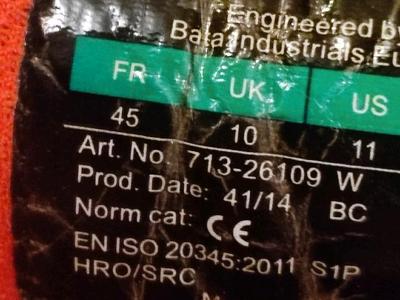 Engineered by
Bata Industrials Eu
FR UK US
45 10 11
Art. No. 713-26109 W
Prod. Date: 41/14 BC
Norm cat: CE
EN ISO 20345:2011 S1P
HRO/SRC